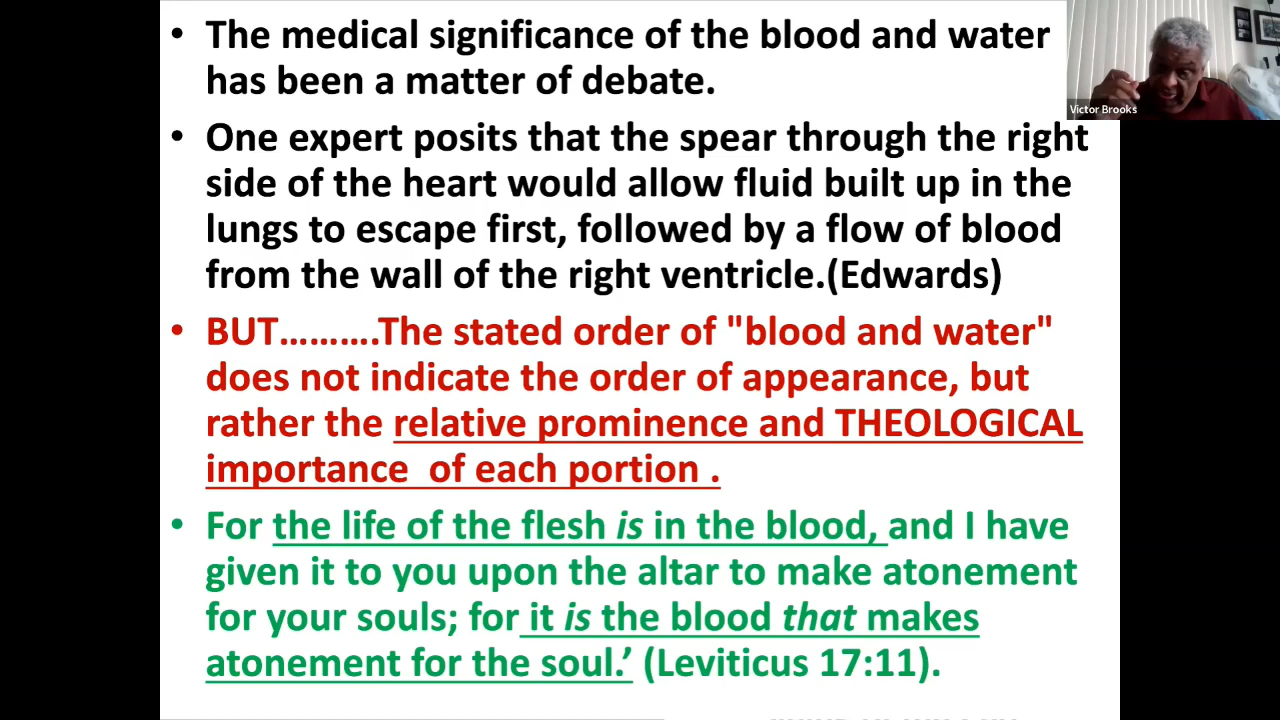 • The medical significance of the blood and water
has been a matter of debate.
• One expert posits that the spear through the right
side of the heart would allow fluid built up in the
lungs to escape first, followed by a flow of blood
from the wall of the right ventricle.(Edwards)
• BUT……….The stated order of "blood and water"
does not indicate the order of appearance, but
rather the relative prominence and THEOLOGICAL
importance  of each portion .
• For the life of the flesh is in the blood, and I have
given it to you upon the altar to make atonement
for your souls; for it is the blood that makes
atonement for the soul.’ (Leviticus 17:11).
Victor Brooks